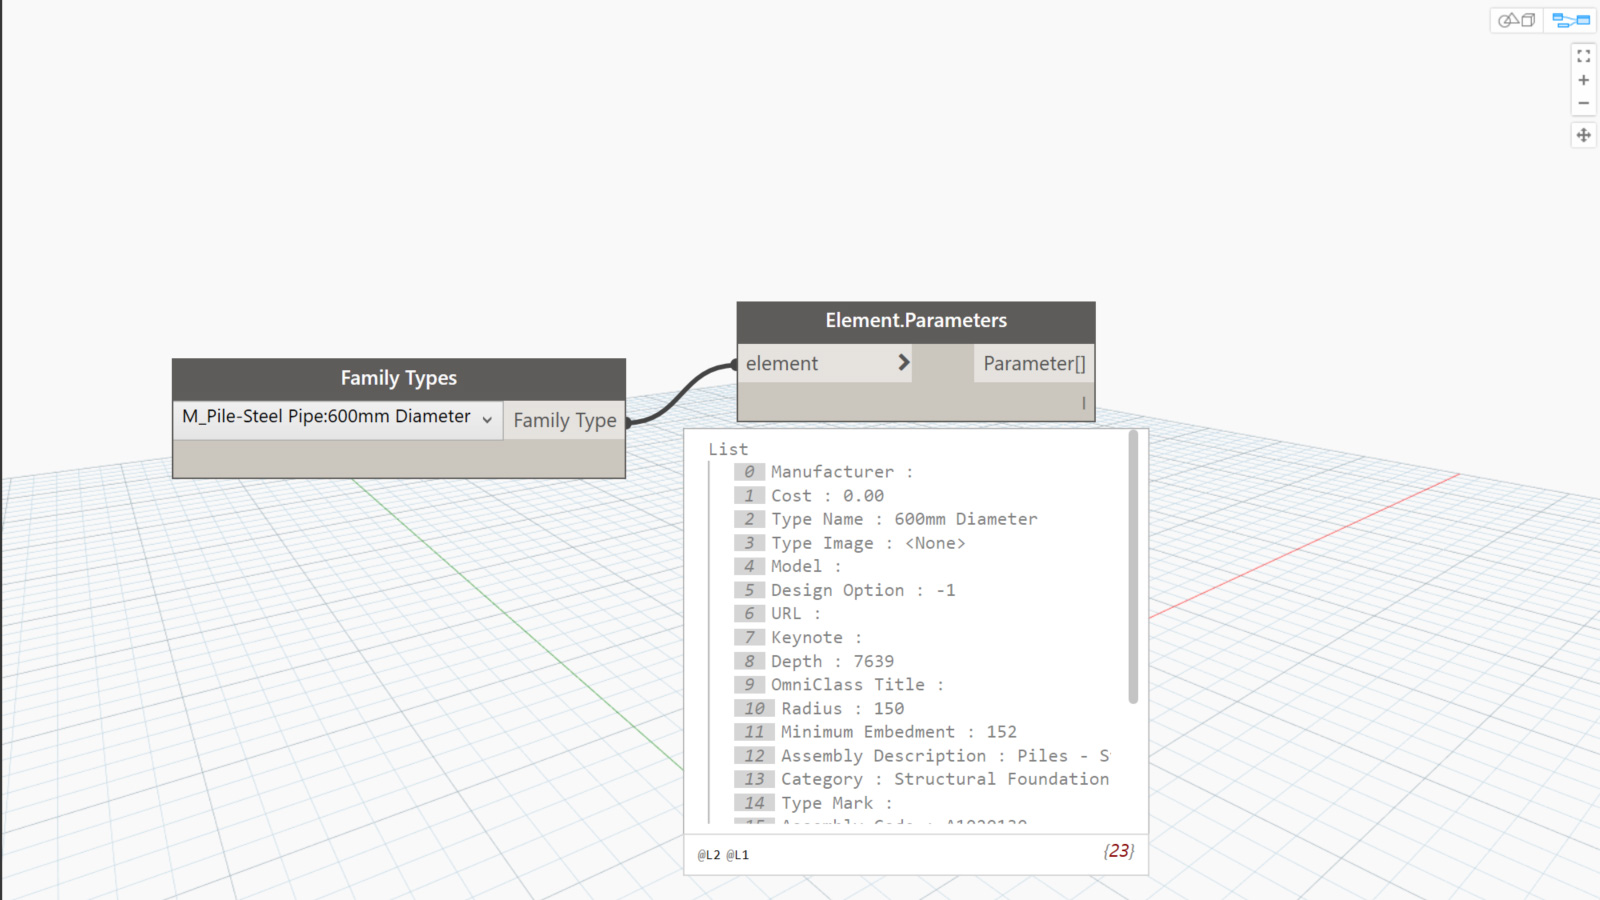 Element.Parameters
element
Parameter[]
Family Types
M_Pile-Steel Pipe:600mm Diameter
Family Type
List
0 Manufacturer :
1 Cost : 0.00
2 Type Name : 600mm Diameter
3 Type Image : <None>
4 Model :
5 Design Option : -1
6 URL :
7 Keynote :
8 Depth : 7639
9 OmniClass Title :
10 Radius : 150
11 Minimum Embedment : 152
12 Assembly Description : Piles - S
13 Category : Structural Foundation
14 Type Mark :
@L2 @L1
{23}